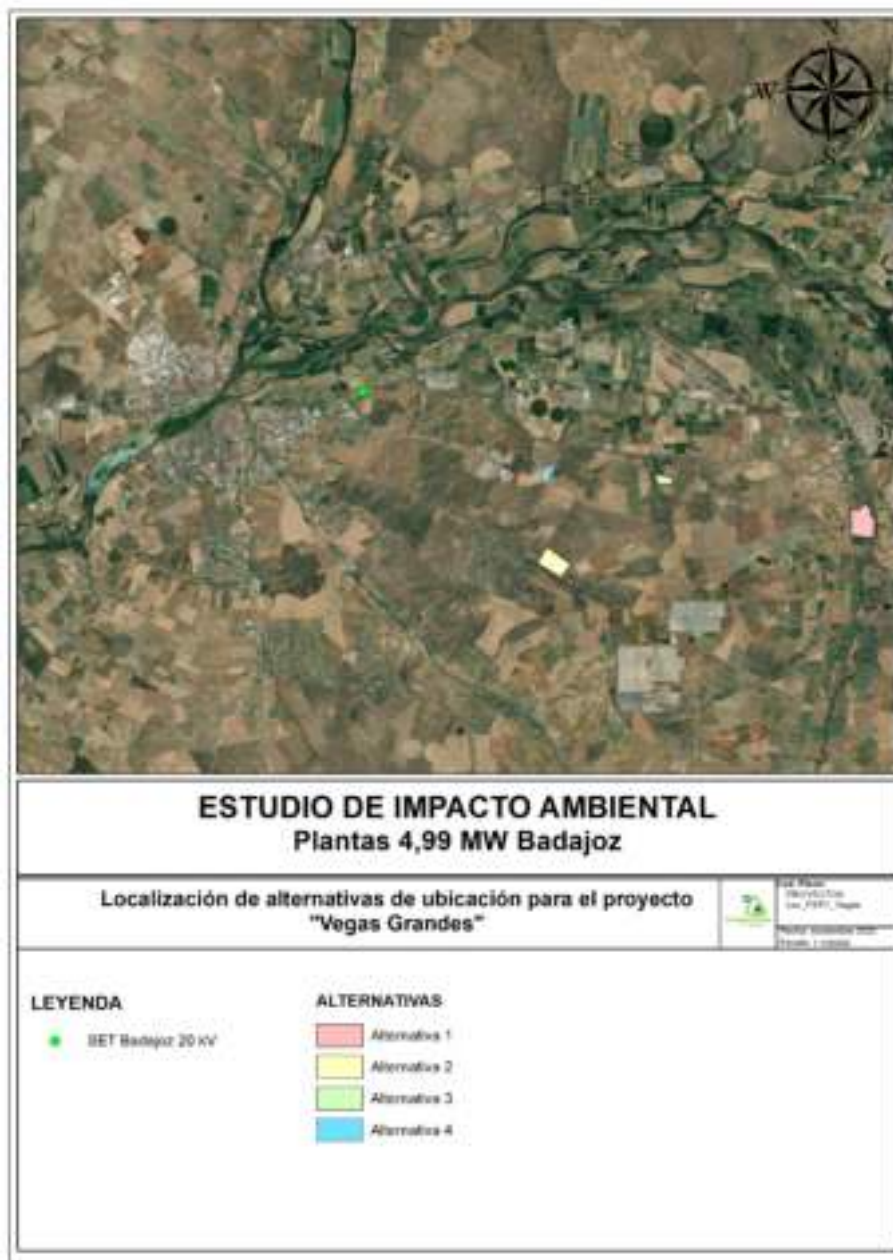 N
W
S
ESTUDIO DE IMPACTO AMBIENTAL
Plantas 4,99 MW Badajoz
Localización de alternativas de ubicación para el proyecto
"Vegas Grandes"
LEYENDA
SET Badajoz 20 kV
ALTERNATIVAS
Alternativa 1
Alternativa 2
Alternativa 3
Alternativa 4